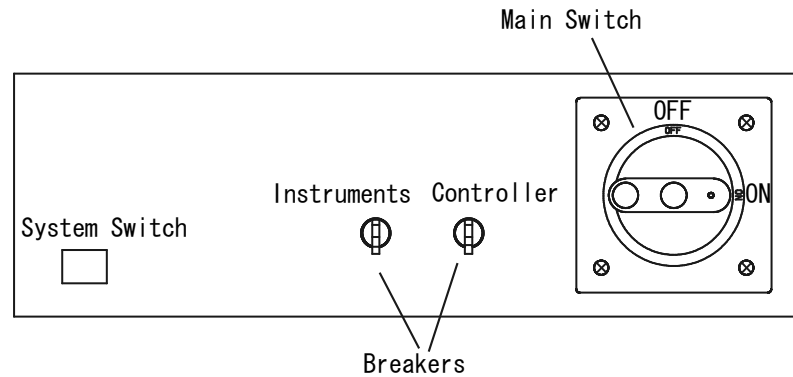 Main Switch
OFF
OFF
Instruments Controller
ON ON
System Switch
Breakers